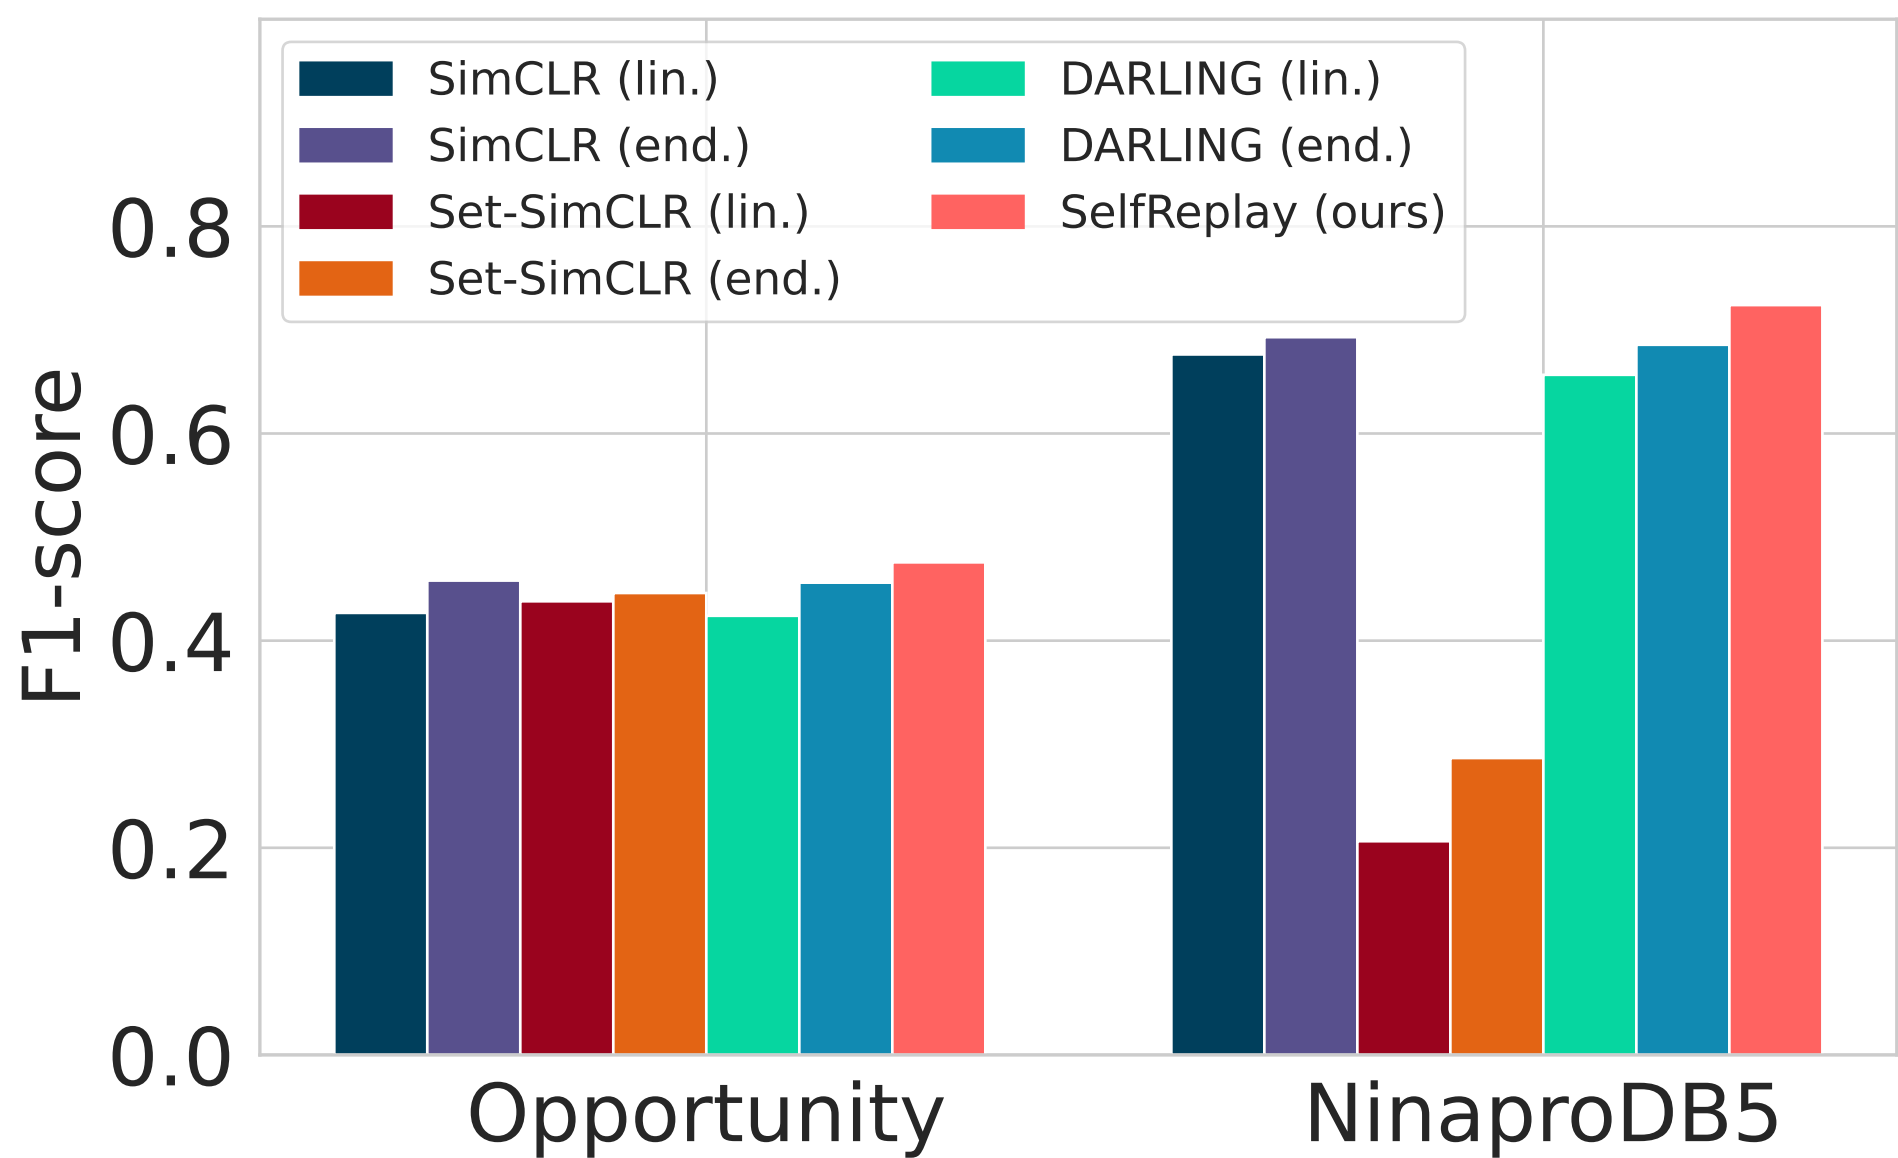 SimCLR (lin.)
SimCLR (end.)
Set-SimCLR (lin.)
Set-SimCLR (end.)
DARLING (lin.)
DARLING (end.)
SelfReplay (ours)
F1-score
0.8
0.6
0.4
0.2
0.0
Opportunity
NinaproDB5